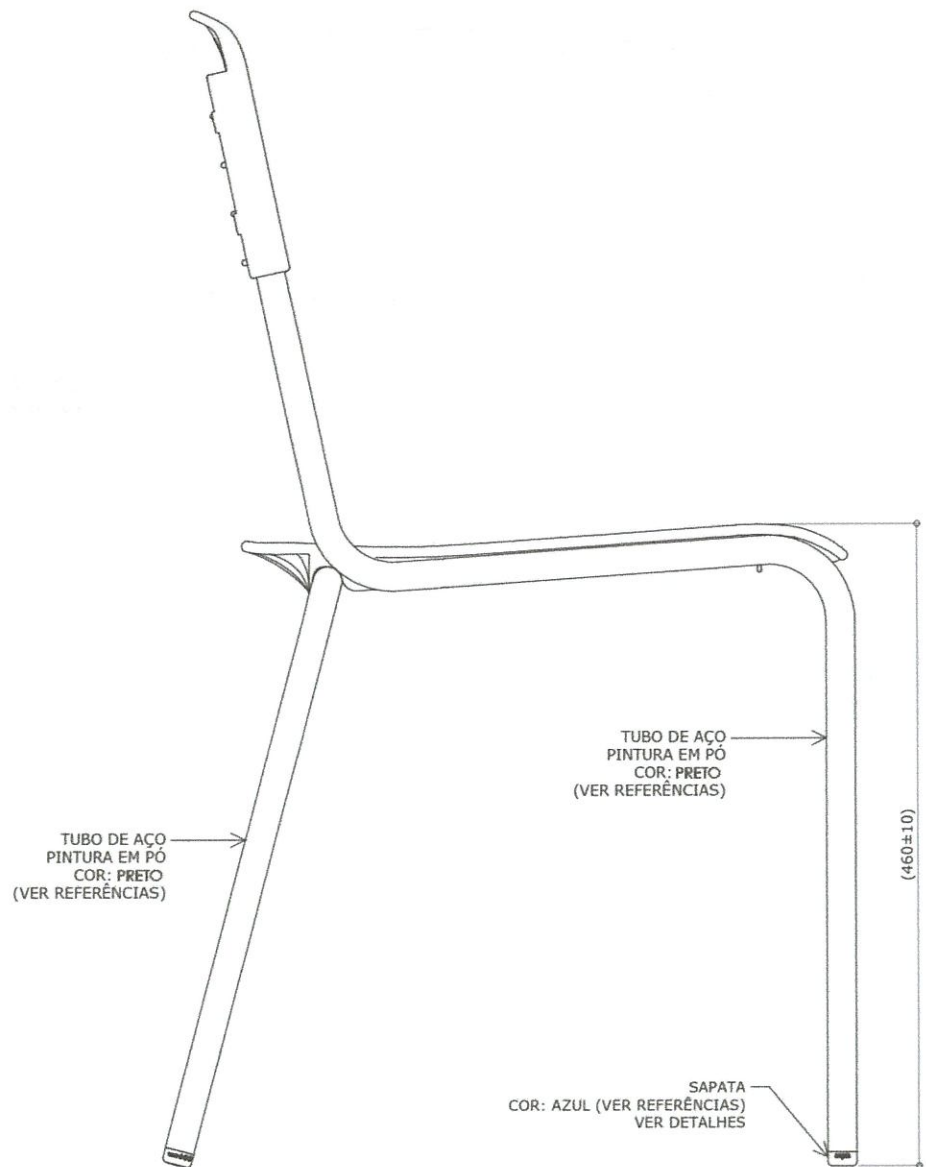 TUBO DE AÇO
PINTURA EM PÓ
COR: PRETO
(VER REFERÊNCIAS)
(460±10)
TUBO DE AÇO
PINTURA EM PÓ
COR: PRETO
(VER REFERÊNCIAS)
SAPATA
COR: AZUL (VER REFERÊNCIAS)
VER DETALHES